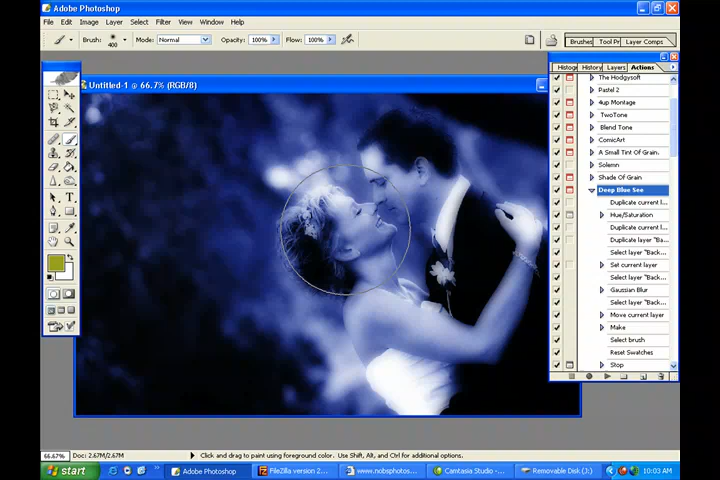 Adobe Photoshop
File Edit Image Layer Select Filter View Window Help
Brush: 400 Mode: Normal Opacity: 100% Flow: 100% Brushes Tool Pr Layer Comps
Untitled-1 @ 66.7% (RGB/8)
Histog History Layers Actions
The Hodgysoft
Pastel 2
4up Montage
TwoTone
Blend Tone
ComicArt
A Small Tint Of Grain.
Solemn
Shade Of Grain
Deep Blue See
Duplicate current l...
Hue/Saturation
Duplicate current l...
Duplicate layer "Ba...
Select layer "Back...
Set current layer
Select layer "Back...
Gaussian Blur
Select layer "Back...
Move current layer
Make
Select brush
Reset Swatches
Stop
66.67% Doc: 2.67M/2.67M Click and drag to paint using foreground color. Use Shift, Alt, and Ctrl for additional options.
start Adobe Photoshop FileZilla version 2... www.nobsphotos... Camtasia Studio - ... Removable Disk (J:) 10:03 AM